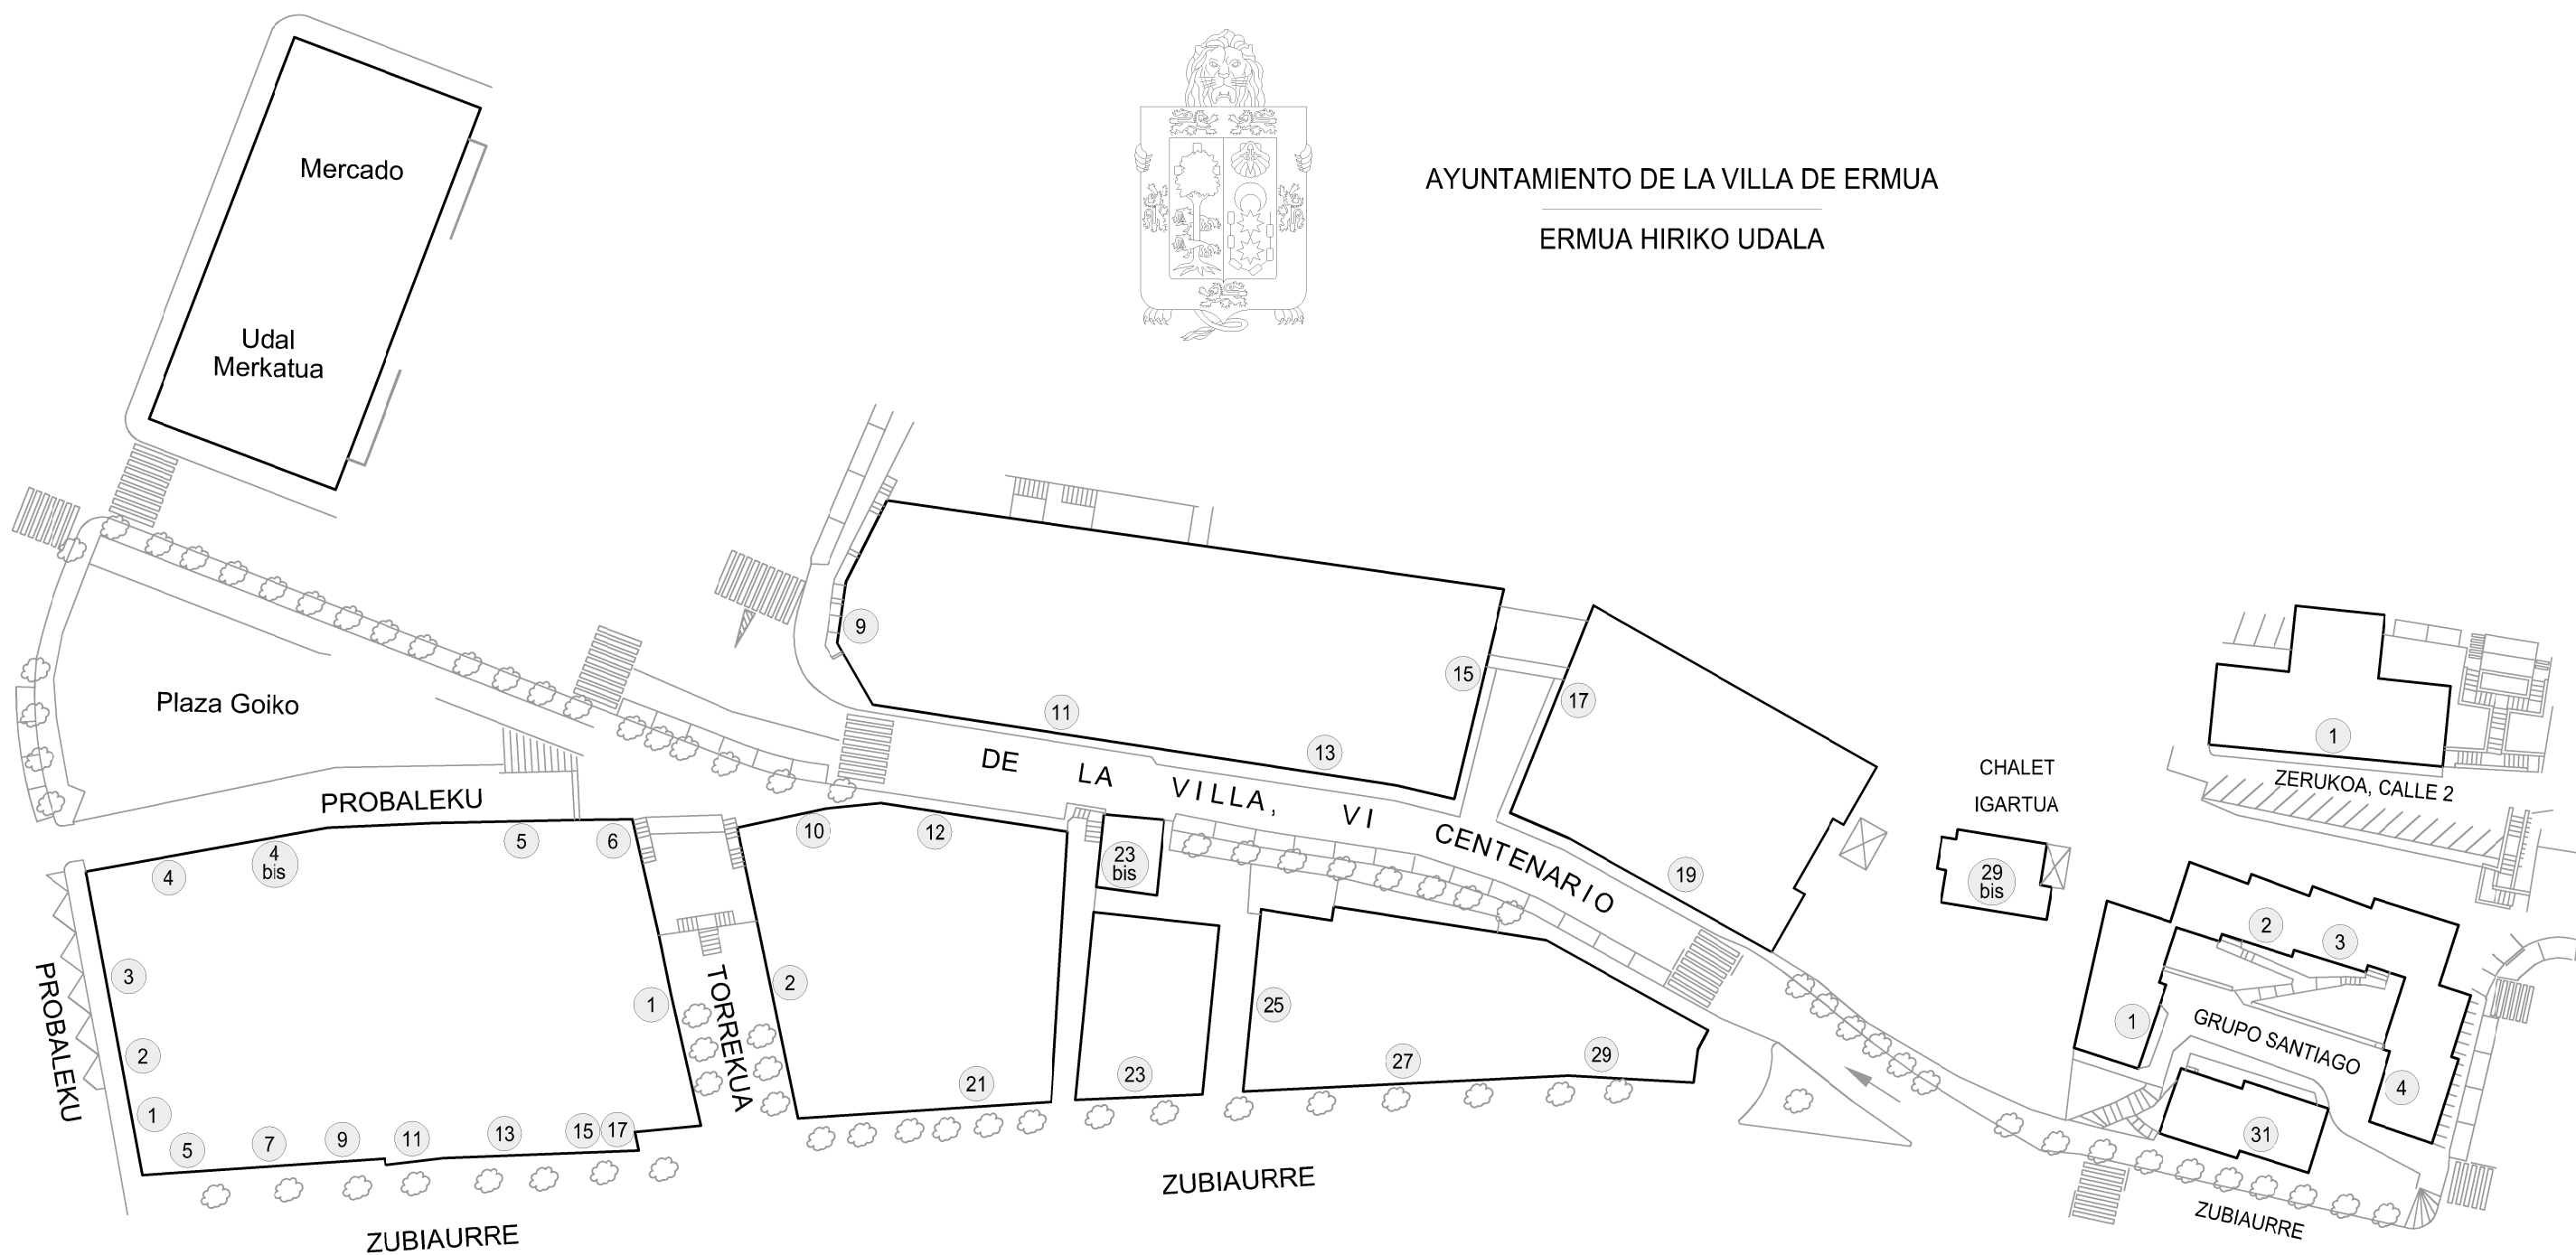 AYUNTAMIENTO DE LA VILLA DE ERMUA
ERMUA HIRIKO UDALA
Mercado
Udal
Merkatua
Plaza Goiko
9
11
13
15
17
19
DE LA VILLA, VI CENTENARIO
CHALET
IGARTUA
29
bis
1
ZERUKOA, CALLE 2
PROBALEKU
4
4
bis
5
6
10
12
23
bis
PROBALEKU
3
2
1
1
TORREKUA
2
25
2
3
1
GRUPO SANTIAGO
4
5
7
9
11
13
15
17
21
23
27
29
31
ZUBIAURRE
ZUBIAURRE
ZUBIAURRE